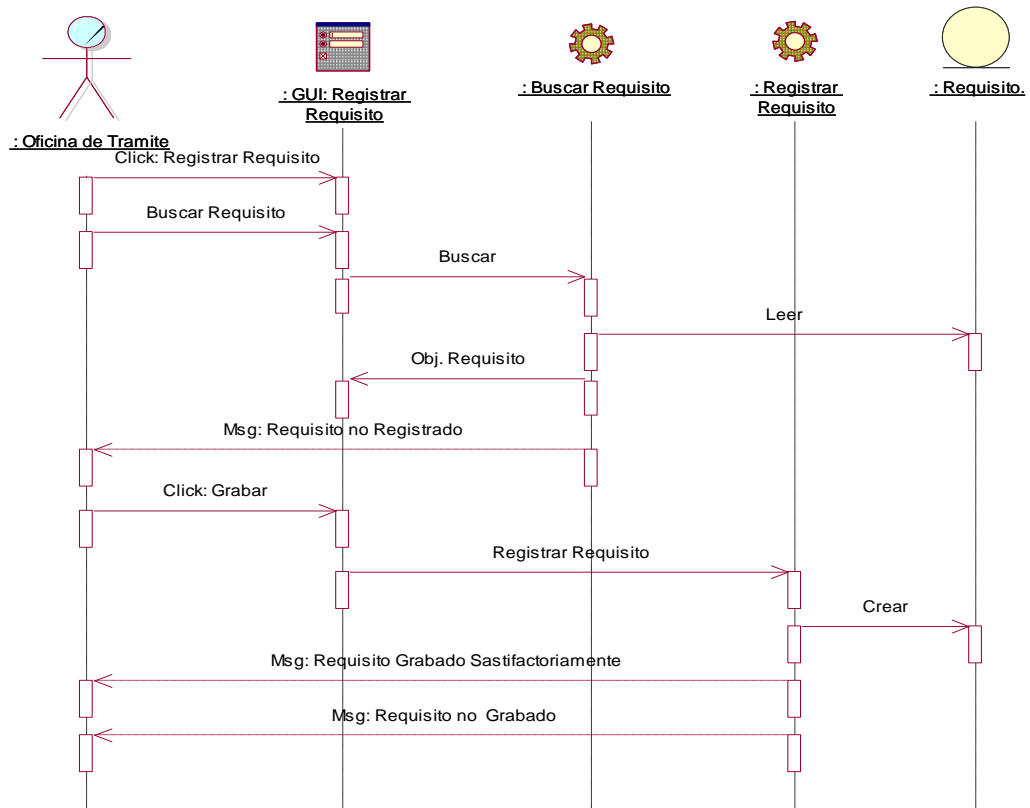 : Oficina de Tramite
: GUI: Registrar
Requisito
: Buscar Requisito
: Registrar
Requisito
: Requisito.
Click: Registrar Requisito
Buscar Requisito
Buscar
Leer
Obj. Requisito
Msg: Requisito no Registrado
Click: Grabar
Registrar Requisito
Crear
Msg: Requisito Grabado Sastifactoriamente
Msg: Requisito no Grabado